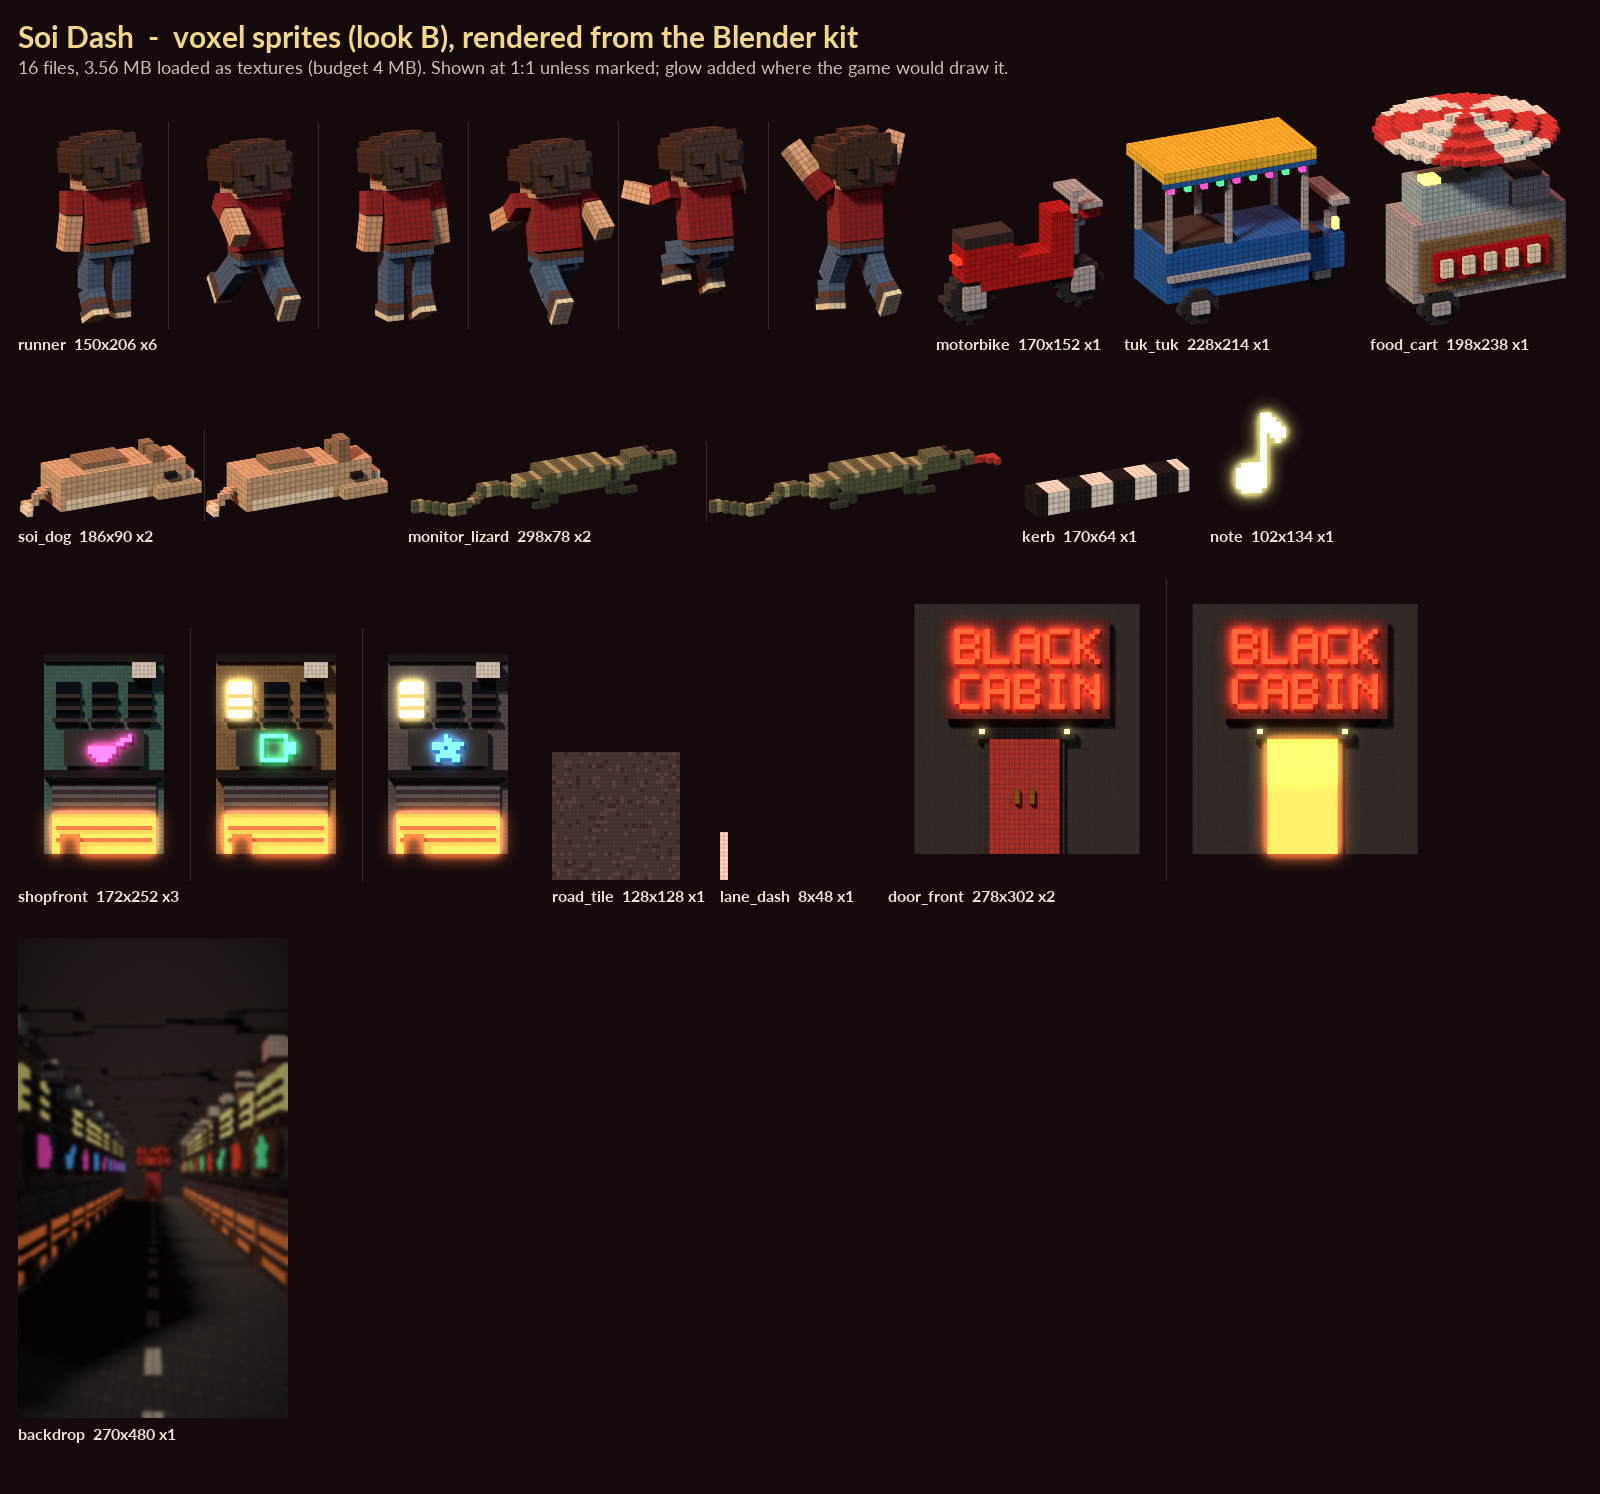 Soi Dash - voxel sprites (look B), rendered from the Blender kit
16 files, 3.56 MB loaded as textures (budget 4 MB). Shown at 1:1 unless marked; glow added where the game would draw it.
runner 150x206 x6
motorbike 170x152 x1
tuk_tuk 228x214 x1
food_cart 198x238 x1
soi_dog 186x90 x2
monitor_lizard 298x78 x2
kerb 170x64 x1
note 102x134 x1
BLACK
CABIN
BLACK
CABIN
shopfront 172x252 x3
road_tile 128x128 x1
lane_dash 8x48 x1
door_front 278x302 x2
BLACK
CABIN
backdrop 270x480 x1